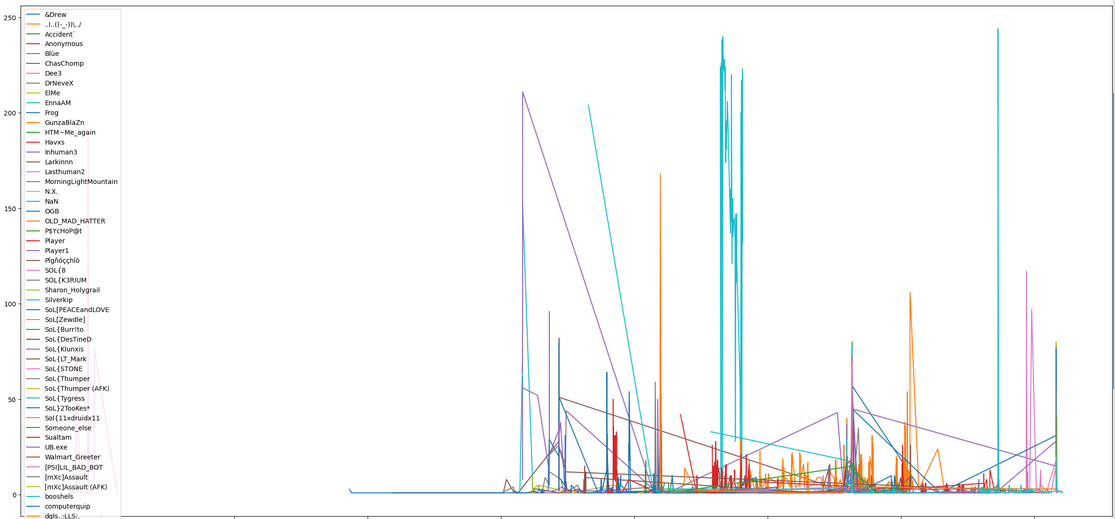 250
200
150
100
50
0
&Drew
..I..((-_-))\../
Accident`
Anonymous
Blúe
ChasChomp
Dee3
DrNeveX
ElMe
EnnaAM
Frog
GunzaBlaZn
HTM~Me_again
Havxs
Inhuman3
Larkinnn
Lasthuman2
MorningLightMountain
N.X.
NaN
OGB
OLD_MAD_HATTER
P$YcHoP@t
Player
Player1
SOL{8
SOL{K3RIUM
Sharon_Holygrail
Silverkip
SoL[PEACEandLOVE
SoL[Zewdle]
SoL{Burr!to
SoL{DesTineD
SoL{Klunxis
SoL{LT_Mark
SoL{STONE
SoL{Thumper
SoL{Thumper (AFK)
SoL{Tygress
SoL}2TooKes*
Sol{11xdruidx11
Someone_else
Sualtam
UB.exe
Walmart_Greeter
[PSI]LIL_BAD_BOT
[mXc]Assault
[mXc]Assault (AFK)
booshels
computerquip